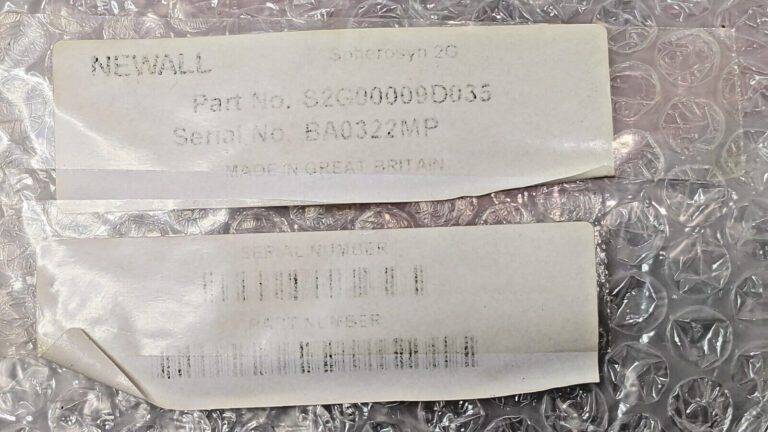 NEWALL
Spherosyn 2G
Part No. S2G00009D035
Serial No. BA0322MP
MADE IN GREAT BRITAIN
SERIAL NUMBER
PART NUMBER